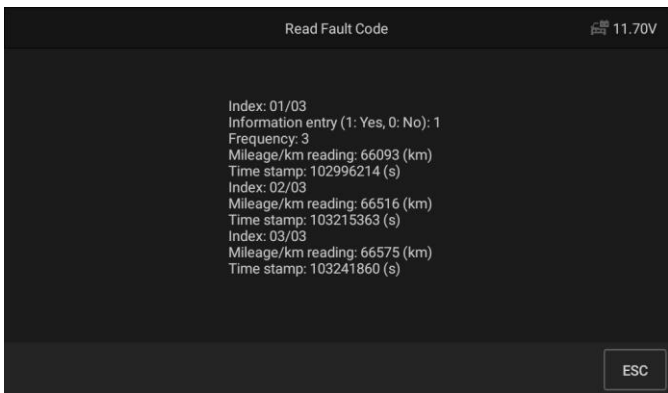 Read Fault Code
11.70V
Index: 01/03
Information entry (1: Yes, 0: No): 1
Frequency: 3
Mileage/km reading: 66093 (km)
Time stamp: 102996214 (s)
Index: 02/03
Mileage/km reading: 66516 (km)
Time stamp: 103215363 (s)
Index: 03/03
Mileage/km reading: 66575 (km)
Time stamp: 103241860 (s)
ESC